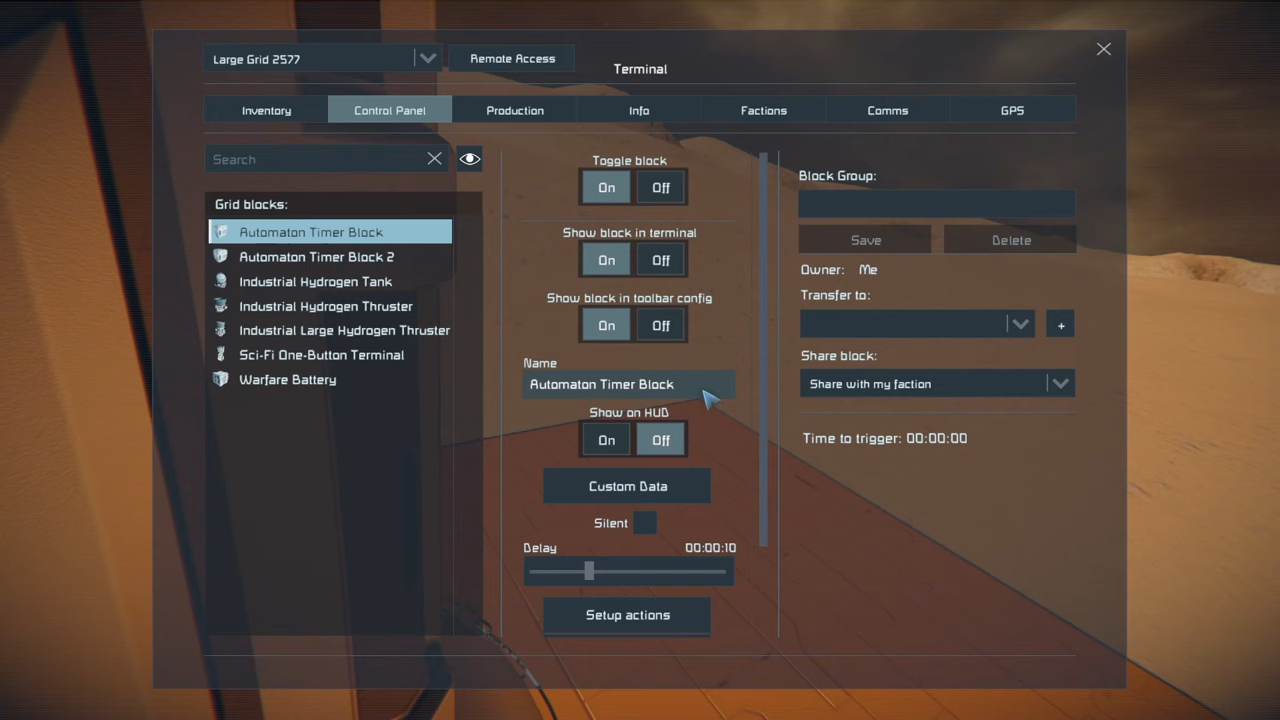 Large Grid 2577
Remote Access
Terminal
Inventory
Control Panel
Production
Info
Factions
Comms
GPS
Search
Grid blocks:
Automaton Timer Block
Automaton Timer Block 2
Industrial Hydrogen Tank
Industrial Hydrogen Thruster
Industrial Large Hydrogen Thruster
Sci-Fi One-Button Terminal
Warfare Battery
Toggle block
On Off
Show block in terminal
On Off
Show block in toolbar config
On Off
Name
Automaton Timer Block
Show on HUD
On Off
Custom Data
Silent
Delay 00:00:10
Setup actions
Block Group:
Save Delete
Owner: Me
Transfer to:
+
Share block:
Share with my faction
Time to trigger: 00:00:00